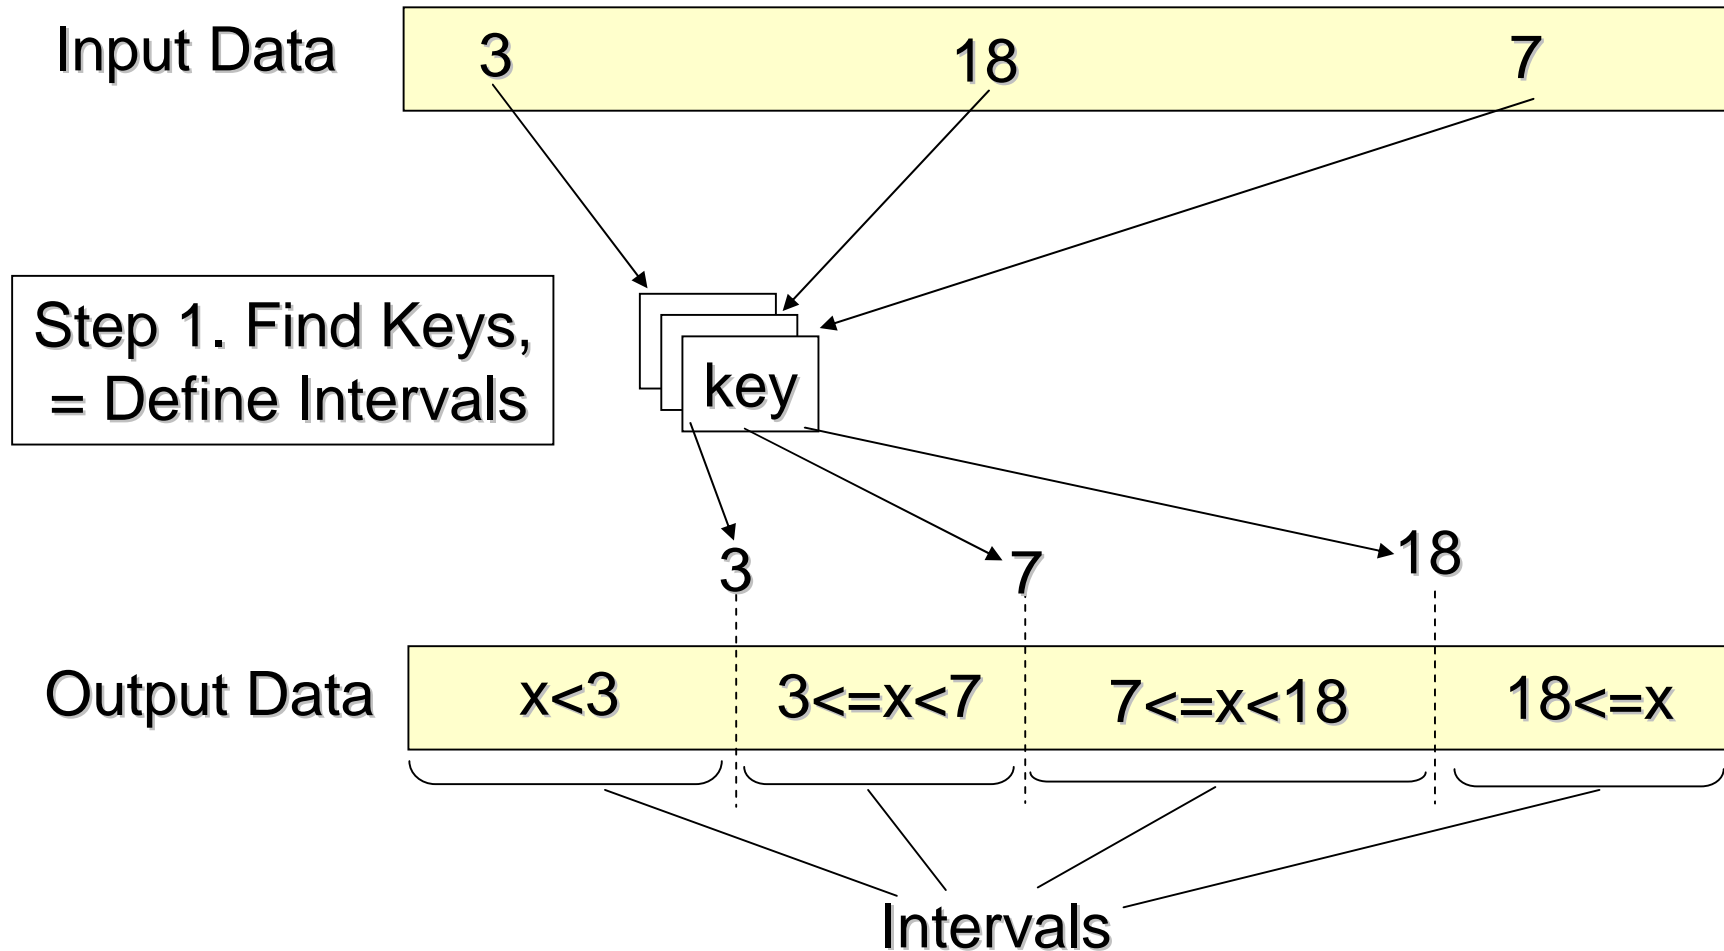 Input Data
3 18 7
Step 1. Find Keys,
= Define Intervals
key
3 7 18
Output Data
x<3 3<=x<7 7<=x<18 18<=x
Intervals